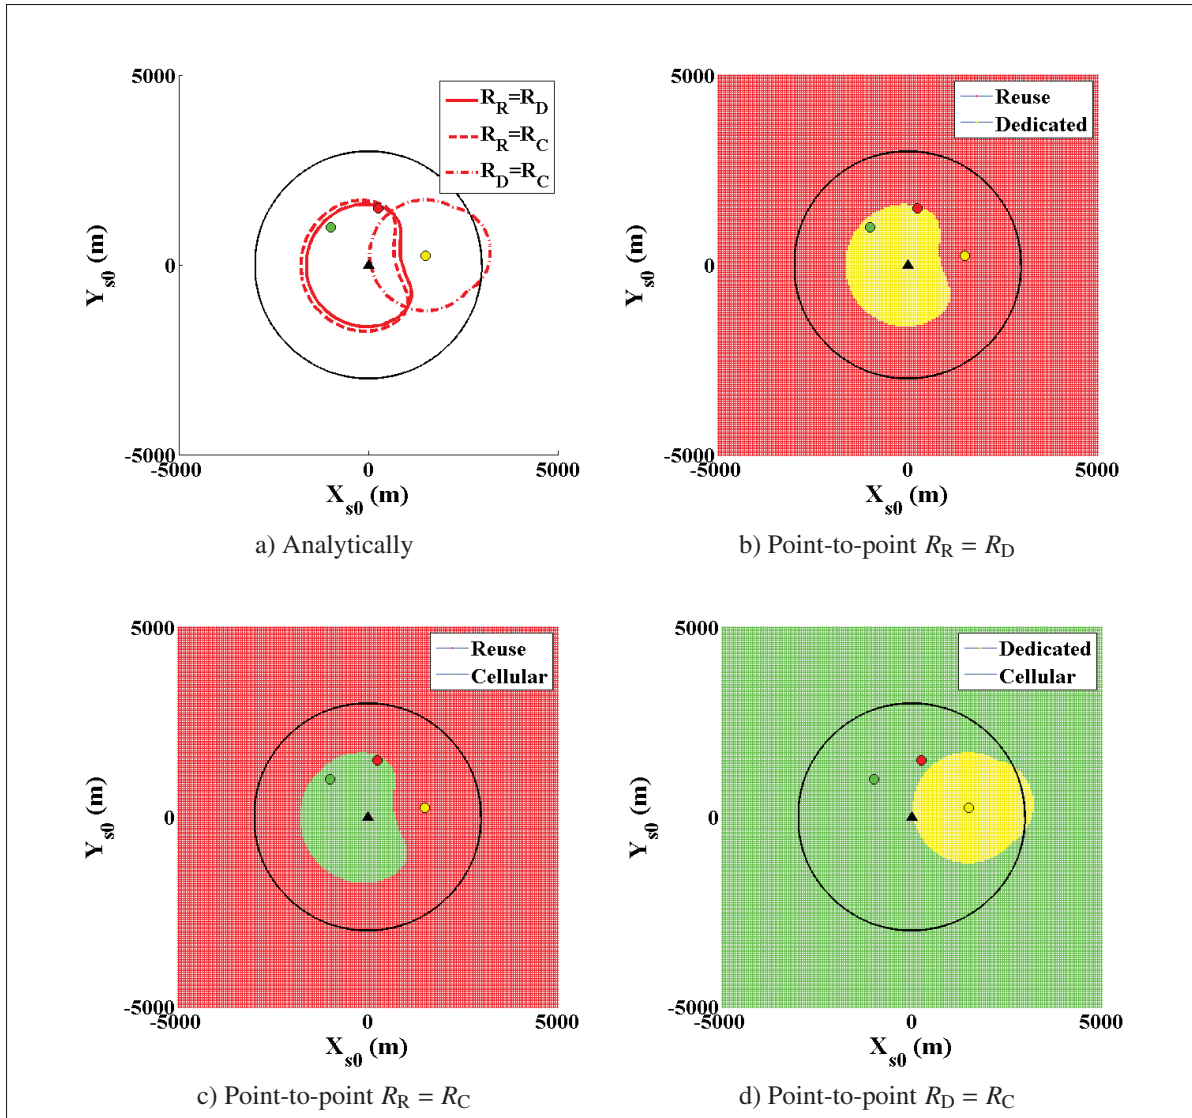 5000
R_R=R_D
R_R=R_C
R_D=R_C
Y_s0 (m)
0
-5000
-5000 0 5000
X_s0 (m)
a) Analytically
5000
Reuse
Dedicated
Y_s0 (m)
0
-5000
-5000 0 5000
X_s0 (m)
b) Point-to-point R_R = R_D
5000
Reuse
Cellular
Y_s0 (m)
0
-5000
-5000 0 5000
X_s0 (m)
c) Point-to-point R_R = R_C
5000
Dedicated
Cellular
Y_s0 (m)
0
-5000
-5000 0 5000
X_s0 (m)
d) Point-to-point R_D = R_C